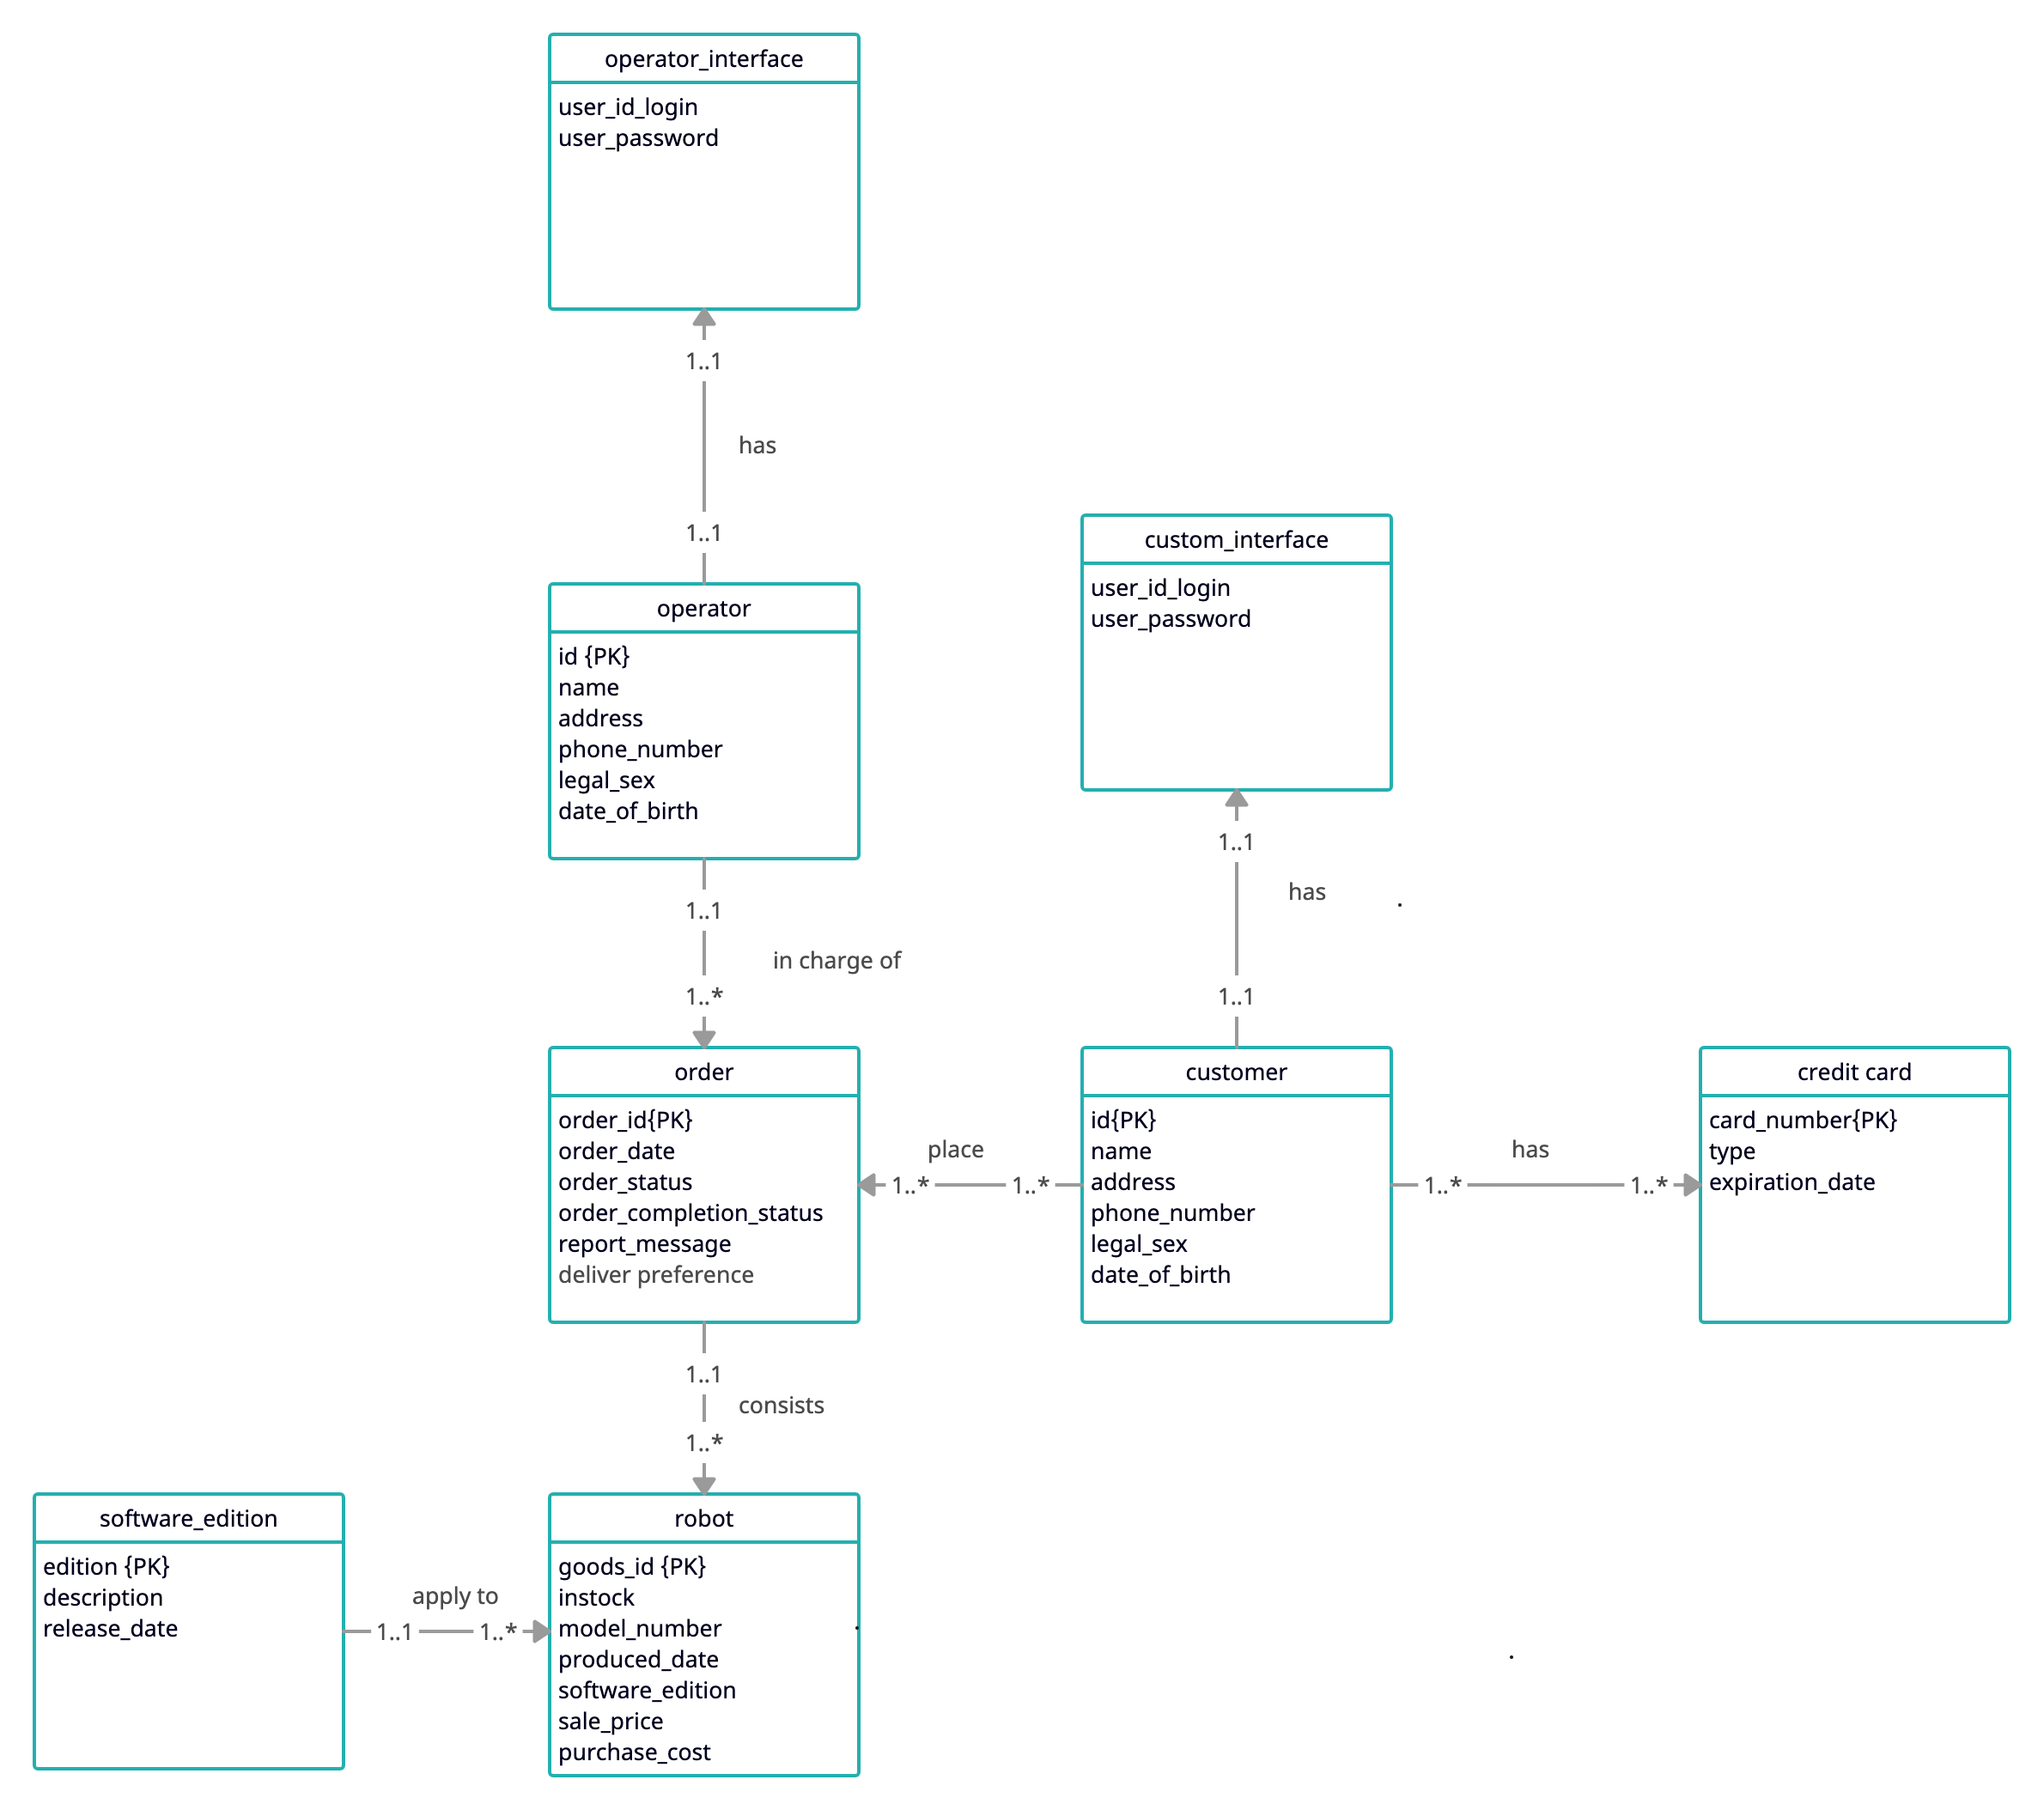 operator_interface
user_id_login
user_password
1..1
has
1..1
operator
id {PK}
name
address
phone_number
legal_sex
date_of_birth
custom_interface
user_id_login
user_password
1..1
has
.
1..1
1..1
in charge of
1..*
order
order_id{PK}
order_date
order_status
order_completion_status
report_message
deliver preference
place
1..* 1..*
customer
id{PK}
name
address
phone_number
legal_sex
date_of_birth
has
1..* 1..*
credit card
card_number{PK}
type
expiration_date
1..1
consists
1..*
software_edition
edition {PK}
description
release_date
apply to
1..1 1..*
robot
goods_id {PK}
instock
model_number
produced_date
software_edition
sale_price
purchase_cost
.
.